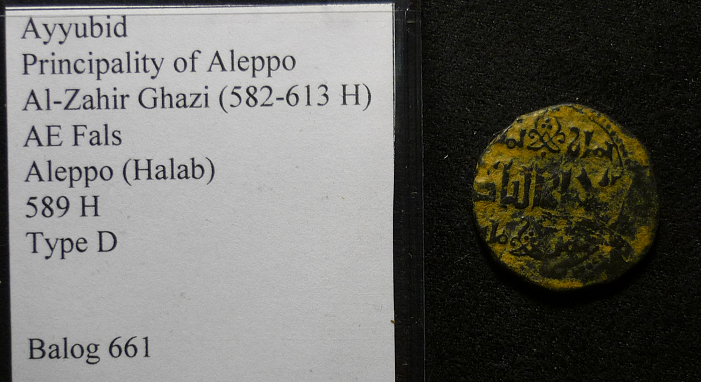 Ayyubid
Principality of Aleppo
Al-Zahir Ghazi (582-613 H)
AE Fals
Aleppo (Halab)
589 H
Type D
Balog 661